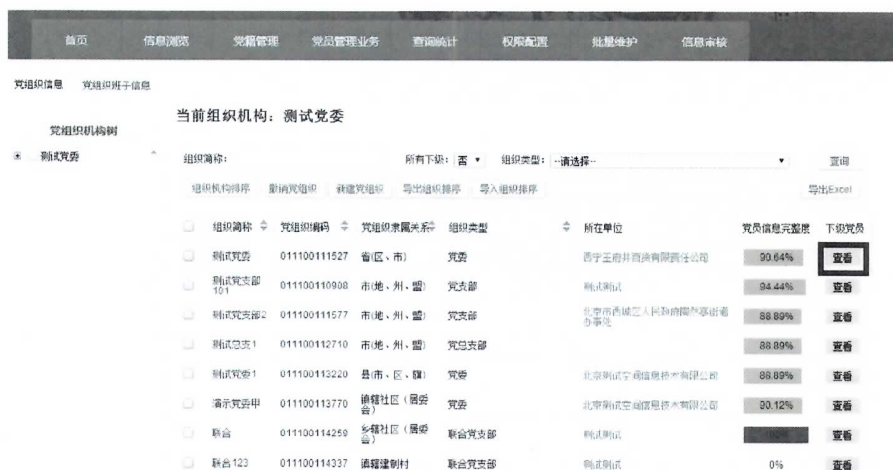 首页 信息浏览 党籍管理 党员管理业务 查询统计 权限配置 批量维护 信息审核
党组织信息 党组织班子信息
当前组织机构：测试党委
党组织机构树
测试党委
组织简称： 所有下级： 否 组织类型： --请选择-- 查询
组织机构排序 撤销党组织 新建党组织 导出组织排序 导入组织排序 导出Excel
组织简称 党组织编码 党组织隶属关系 组织类型 所在单位 党员信息完整度 下级党员
测试党委 011100111527 省(区、市) 党委 西宁王府井商贸有限责任公司 90.64% 查看
测试党支部
101 011100110908 市(地、州、盟) 党支部 测试测试 94.44% 查看
测试党支部2 011100111577 市(地、州、盟) 党支部 北京市西城区人民政府陶然亭街道
办事处 88.89% 查看
测试总支1 011100112710 市(地、州、盟) 党总支部 88.89% 查看
测试党委1 011100113220 县(市、区、旗) 党委 北京测试空间信息技术有限公司 88.89% 查看
演示党委甲 011100113770 镇辖社区（居委
会） 党委 北京测试空间信息技术有限公司 90.12% 查看
联合 011100114259 乡辖社区（居委
会） 联合党支部 测试测试 查看
联合123 011100114337 镇辖建制村 联合党支部 测试测试 0% 查看